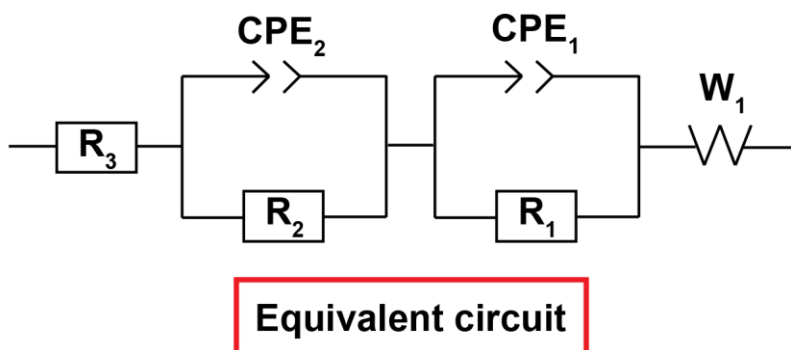 CPE₂
CPE₁
W₁
R₃
R₂
R₁
Equivalent circuit